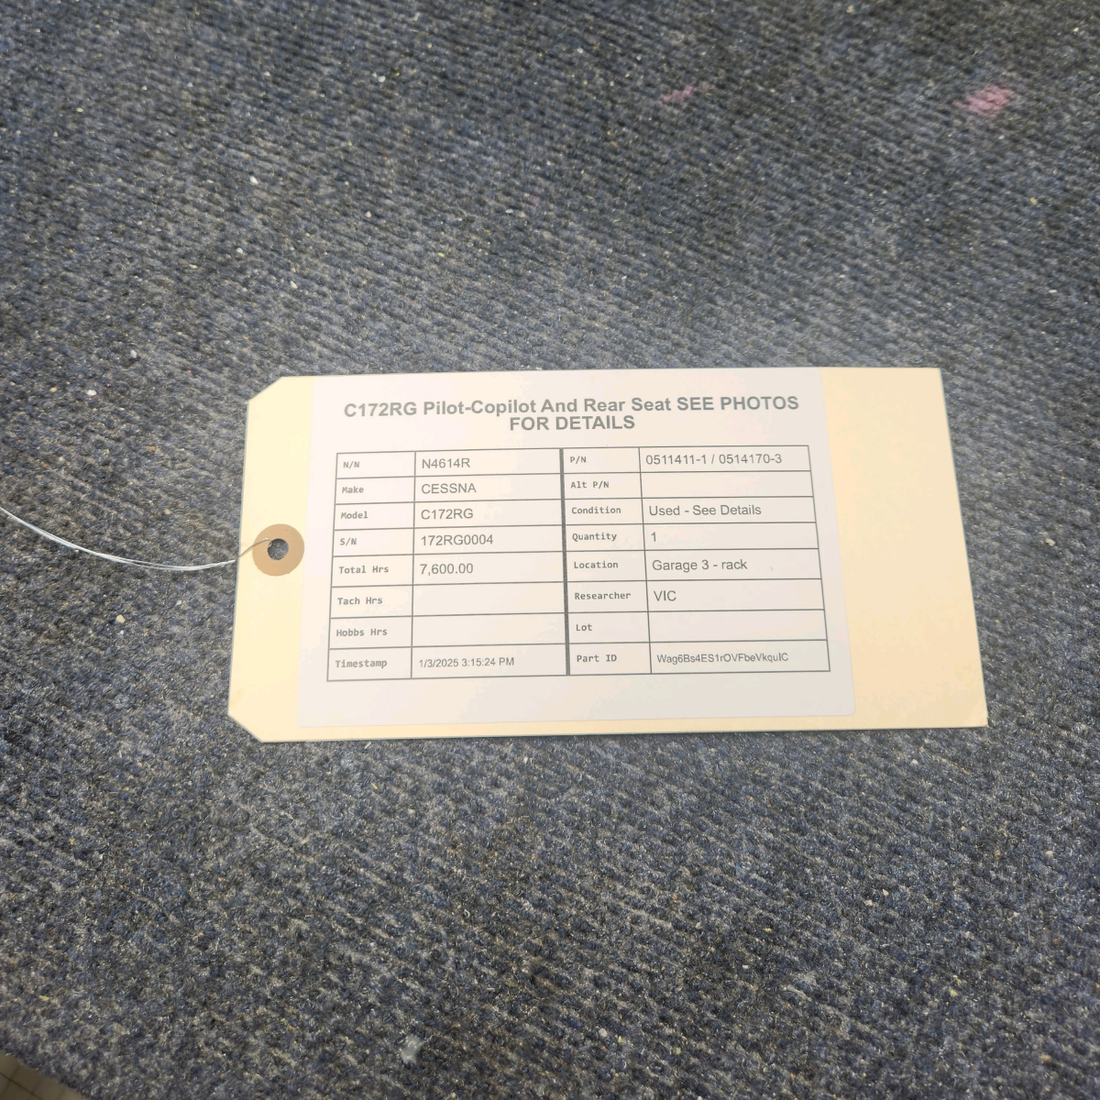 C172RG Pilot-Copilot And Rear Seat SEE PHOTOS
FOR DETAILS
N/N N4614R P/N 0511411-1 / 0514170-3
Make CESSNA Alt P/N
Model C172RG Condition Used - See Details
S/N 172RG0004 Quantity 1
Total Hrs 7,600.00 Location Garage 3 - rack
Tach Hrs Researcher VIC
Hobbs Hrs Lot
Timestamp 1/3/2025 3:15:24 PM Part ID Wag6Bs4ES1rOVFbeVkquIC